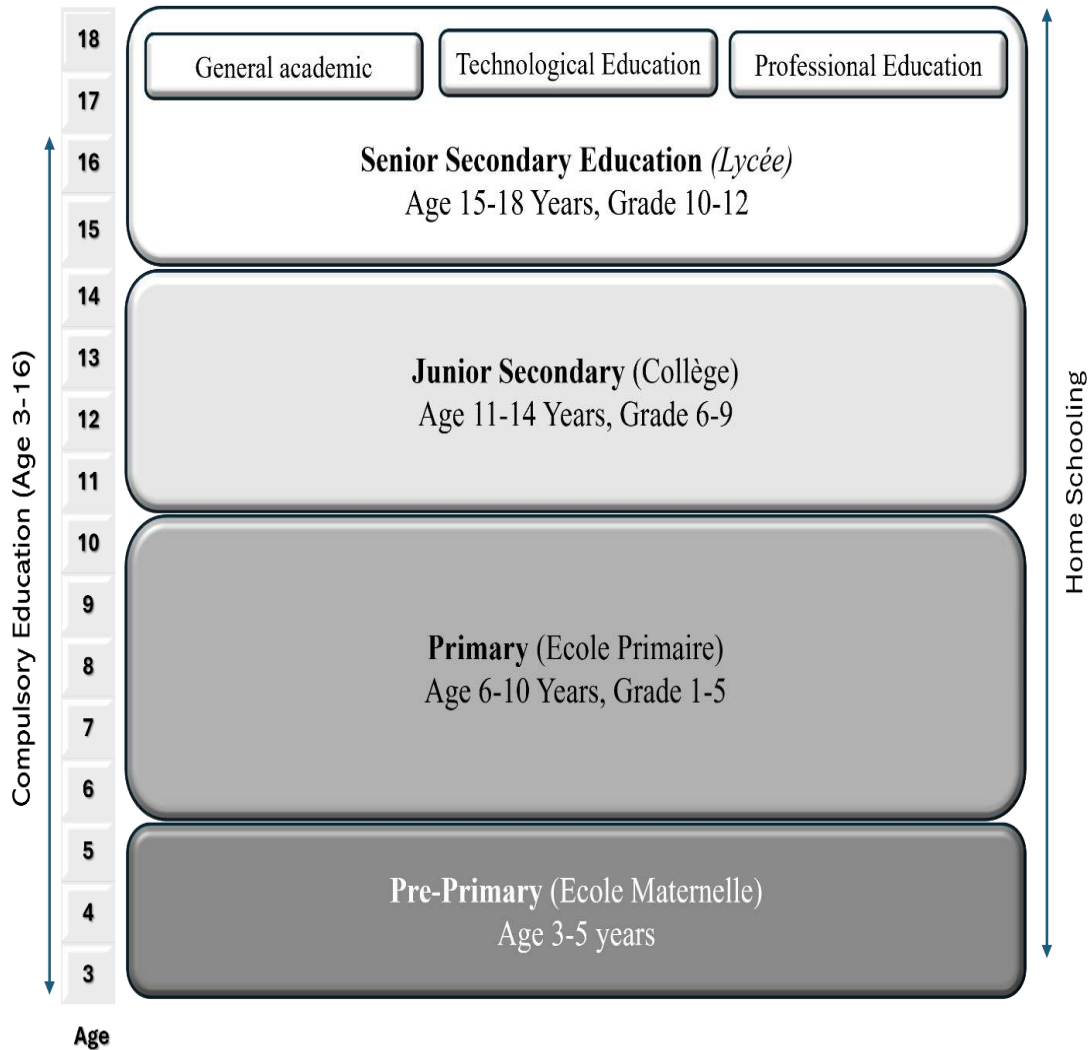 18
17
16
15
14
13
12
11
10
9
8
7
6
5
4
3
Age
Compulsory Education (Age 3-16)
General academic
Technological Education
Professional Education
Senior Secondary Education (Lycée)
Age 15-18 Years, Grade 10-12
Junior Secondary (Collège)
Age 11-14 Years, Grade 6-9
Primary (Ecole Primaire)
Age 6-10 Years, Grade 1-5
Pre-Primary (Ecole Maternelle)
Age 3-5 years
Home Schooling